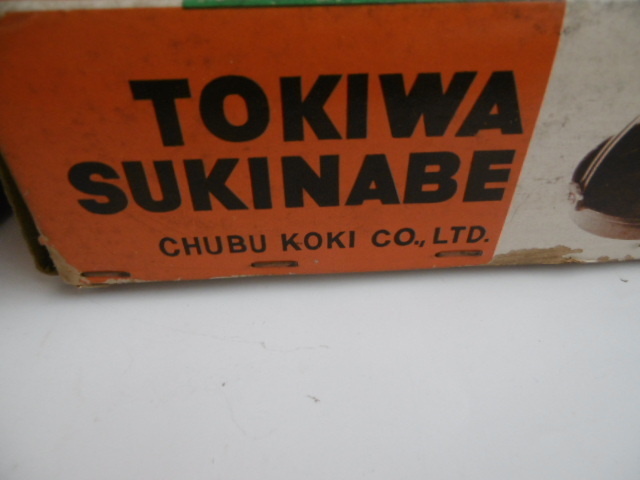 TOKIWA
SUKINABE
CHUBU KOKI CO., LTD.